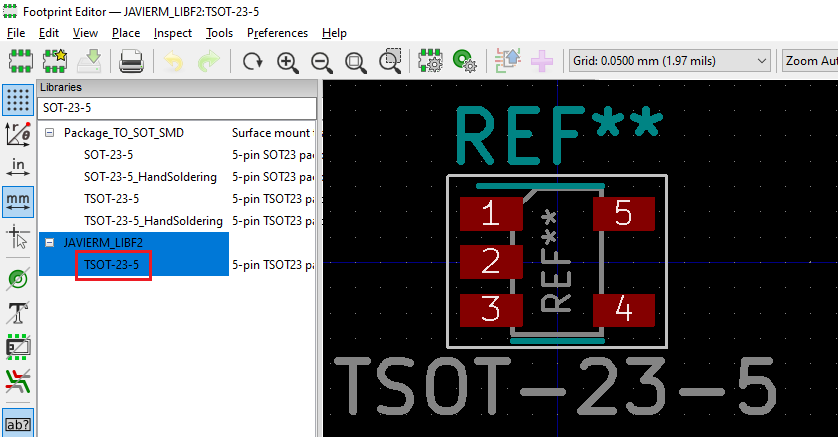 Footprint Editor — JAVIERM_LIBF2:TSOT-23-5
File Edit View Place Inspect Tools Preferences Help
Grid: 0.0500 mm (1.97 mils)
Zoom Aut
Libraries
SOT-23-5
Package_TO_SOT_SMD Surface mount
SOT-23-5 5-pin SOT23 pa
SOT-23-5_HandSoldering 5-pin SOT23 pa
TSOT-23-5 5-pin TSOT23 pa
TSOT-23-5_HandSoldering 5-pin TSOT23 pa
JAVIERM_LIBF2
TSOT-23-5 5-pin TSOT23 pa
in
mm
ab?
REF**
1
5
2
REF**
3
4
TSOT-23-5